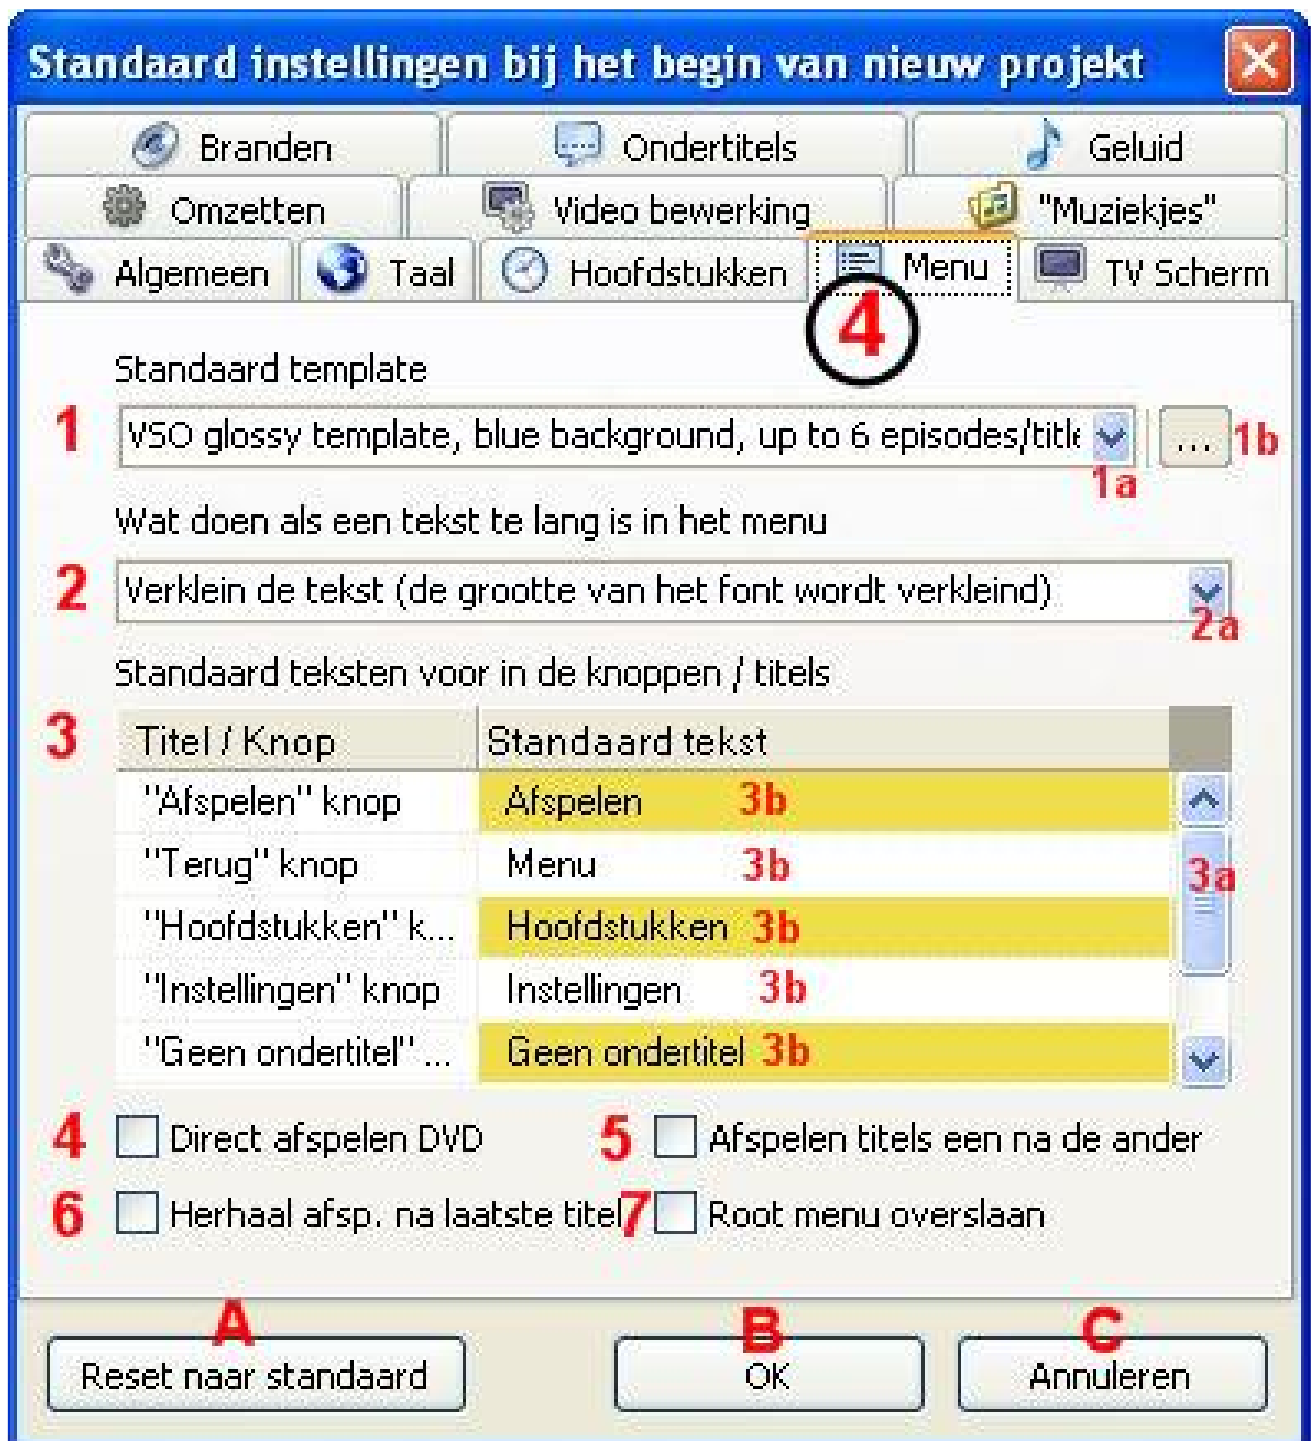 Standaard instellingen bij het begin van nieuw projekt
Branden Ondertitels Geluid
Omzetten Video bewerking "Muziekjes"
Algemeen Taal Hoofdstukken Menu TV Scherm
4
Standaard template
1 VSO glossy template, blue background, up to 6 episodes/title ... 1b
1a
Wat doen als een tekst te lang is in het menu
2 Verklein de tekst (de grootte van het font wordt verkleind)
2a
Standaard teksten voor in de knoppen / titels
3 Titel / Knop Standaard tekst
"Afspelen" knop Afspelen 3b
"Terug" knop Menu 3b 3a
"Hoofdstukken" k... Hoofdstukken 3b
"Instellingen" knop Instellingen 3b
"Geen ondertitel" ... Geen ondertitel 3b
4 Direct afspelen DVD 5 Afspelen titels een na de ander
6 Herhaal afsp. na laatste titel 7 Root menu overslaan
A B C
Reset naar standaard OK Annuleren